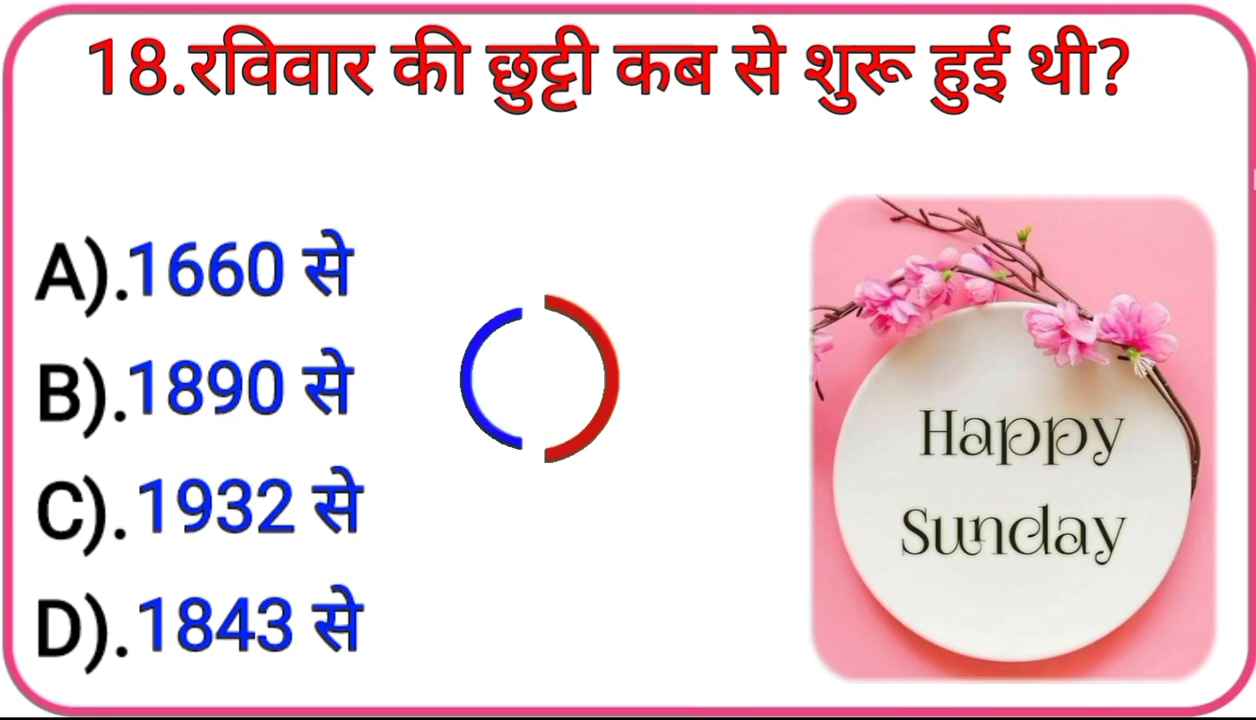 18.रविवार की छुट्टी कब से शुरू हुई थी?
A).1660 से
B).1890 से
C).1932 से
D).1843 से
Happy
Sunday